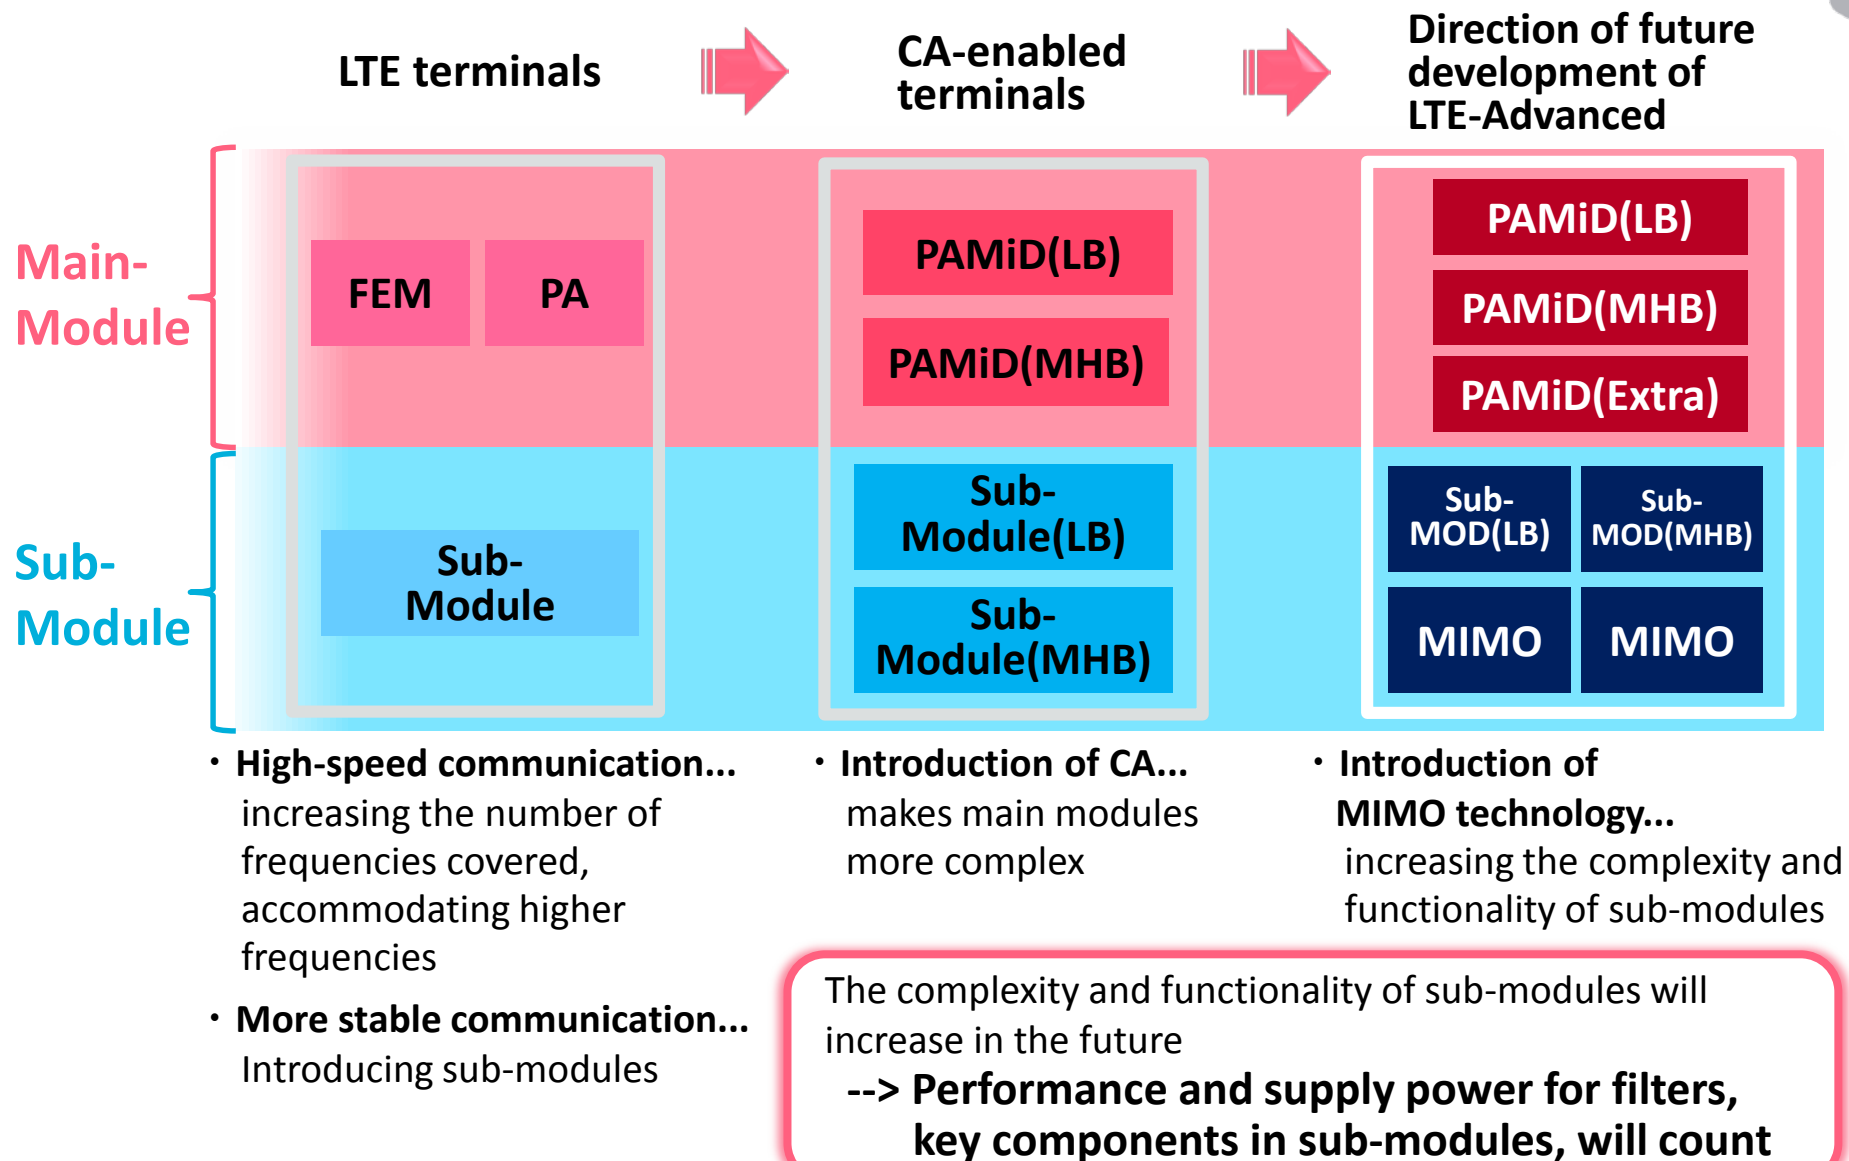 LTE terminals
CA-enabled
terminals
Direction of future
development of
LTE-Advanced
Main-
Module
FEM
PA
PAMiD(LB)
PAMiD(MHB)
PAMiD(LB)
PAMiD(MHB)
PAMiD(Extra)
Sub-
Module
Sub-
Module
Sub-
Module(LB)
Sub-
Module(MHB)
Sub-
MOD(LB)
Sub-
MOD(MHB)
MIMO
MIMO
・High-speed communication...
increasing the number of
frequencies covered,
accommodating higher
frequencies
・More stable communication...
Introducing sub-modules
・Introduction of CA...
makes main modules
more complex
・Introduction of
MIMO technology...
increasing the complexity and
functionality of sub-modules
The complexity and functionality of sub-modules will
increase in the future
--> Performance and supply power for filters,
key components in sub-modules, will count